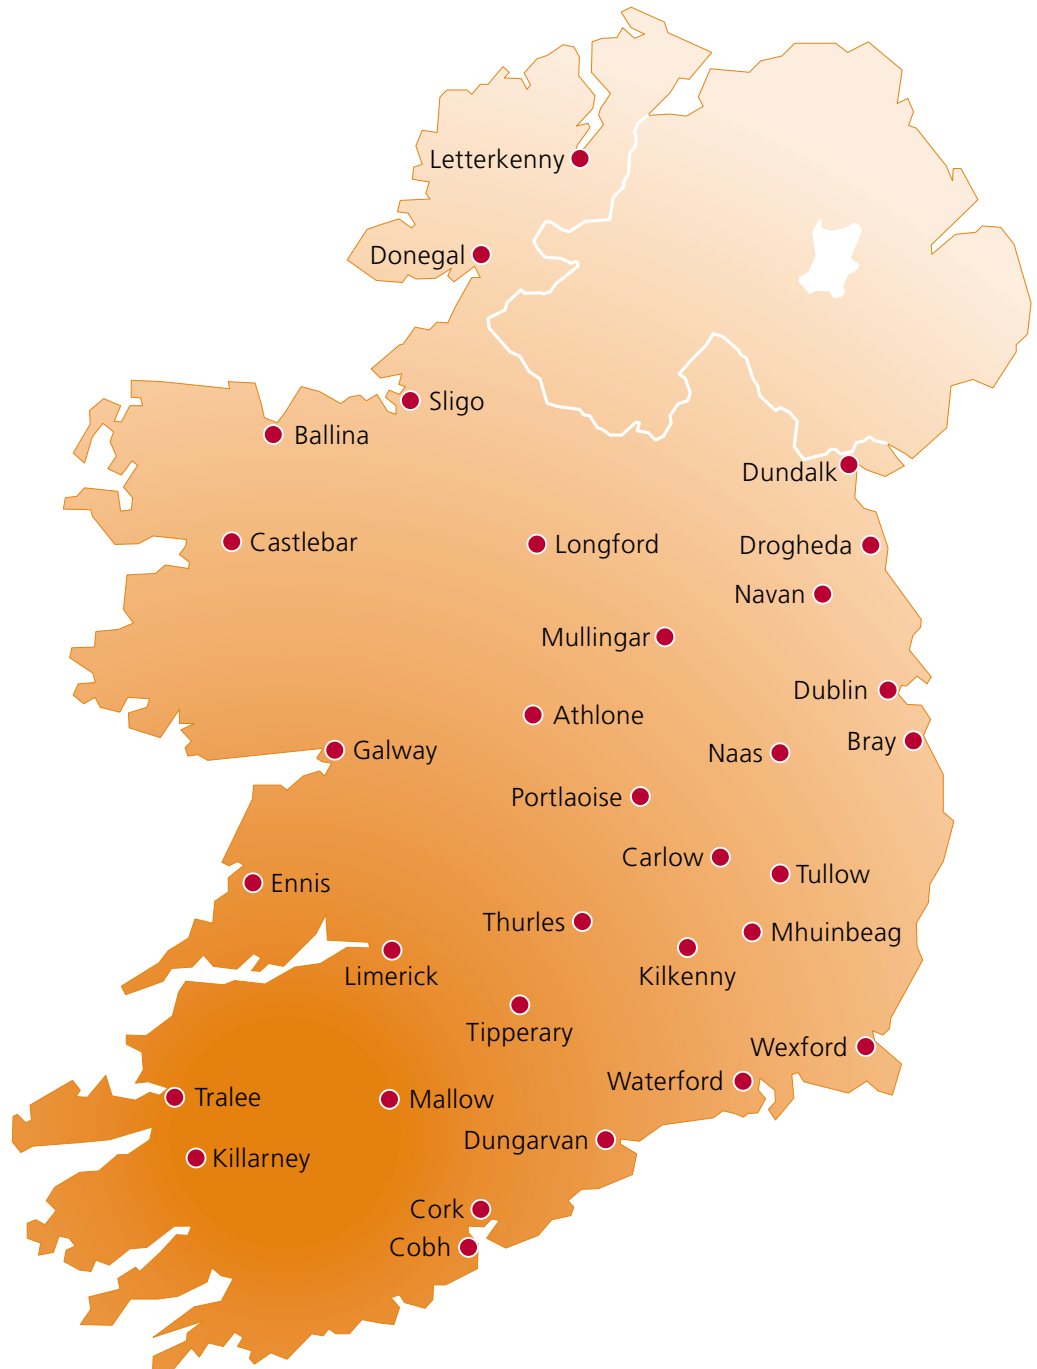 Letterkenny
Donegal
Sligo
Ballina
Dundalk
Castlebar
Longford
Drogheda
Navan
Mullingar
Dublin
Athlone
Bray
Galway
Naas
Portlaoise
Carlow
Tullow
Ennis
Thurles
Mhuinbeag
Limerick
Kilkenny
Tipperary
Wexford
Waterford
Tralee
Mallow
Dungarvan
Killarney
Cork
Cobh